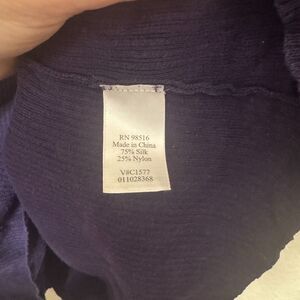 RN 98516
Made in China
75% Silk
25% Nylon
V#C1577
011028368